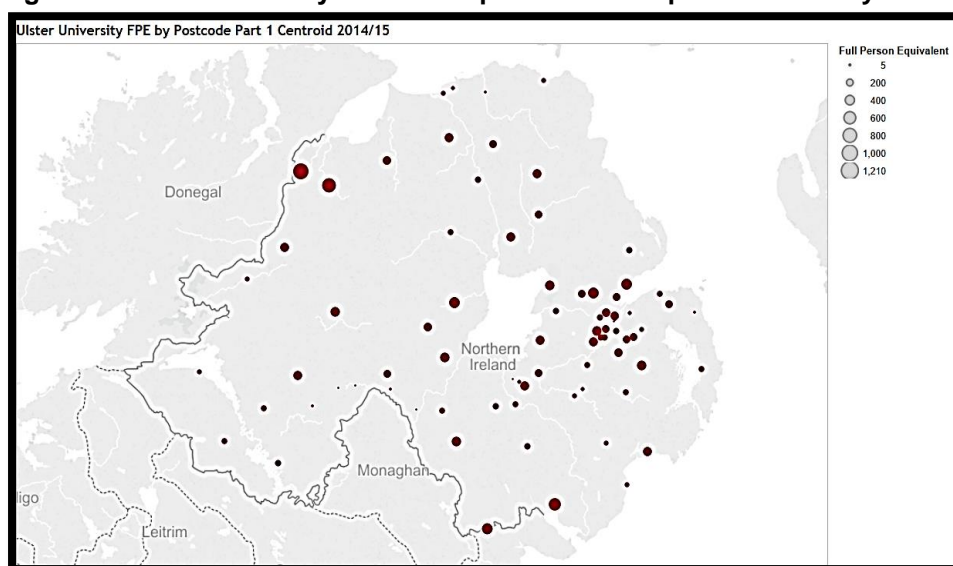 Ulster University FPE by Postcode Part 1 Centroid 2014/15
Full Person Equivalent
5
200
400
600
800
1,000
1,210
Donegal
Northern
Ireland
Monaghan
igo
Leitrim